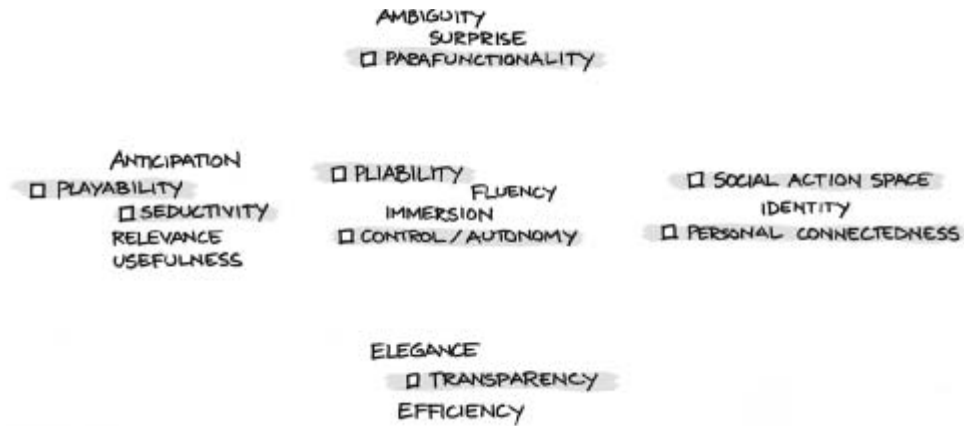 AMBIGUITY
SURPRISE
PARAFUNCTIONALITY
ANTICIPATION
PLAYABILITY
SEDUCTIVITY
RELEVANCE
USEFULNESS
PLIABILITY
FLUENCY
IMMERSION
CONTROL / AUTONOMY
SOCIAL ACTION SPACE
IDENTITY
PERSONAL CONNECTEDNESS
ELEGANCE
TRANSPARENCY
EFFICIENCY